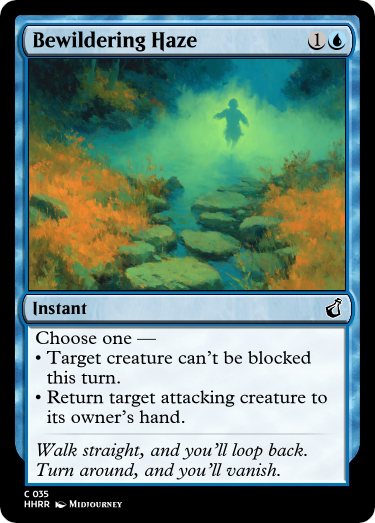 Bewildering Haze 1
Instant
Choose one —
• Target creature can't be blocked
this turn.
• Return target attacking creature to
its owner's hand.
Walk straight, and you'll loop back.
Turn around, and you'll vanish.
C 035
HHRR Midjourney